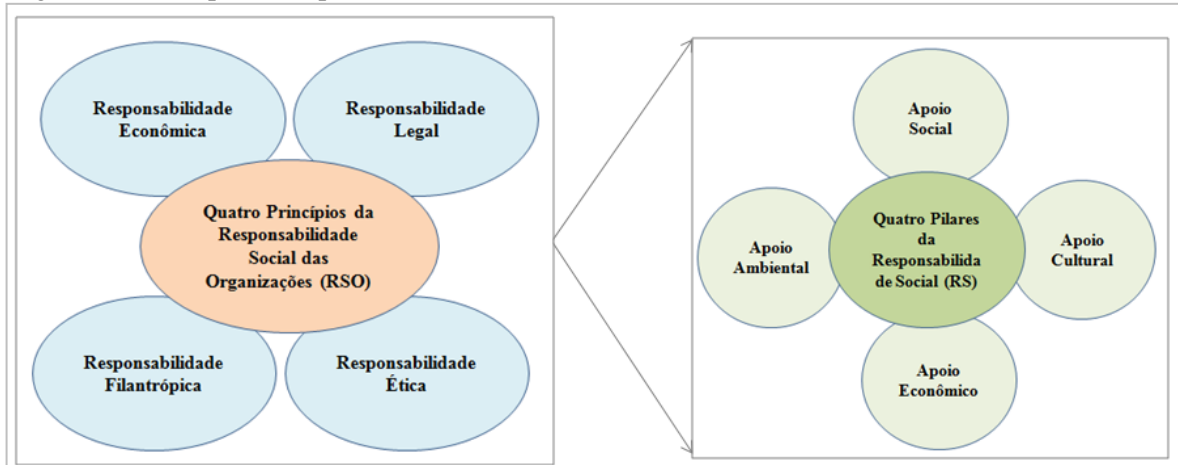 Responsabilidade
Econômica
Responsabilidade
Legal
Quatro Princípios da
Responsabilidade
Social das
Organizações (RSO)
Responsabilidade
Filantrópica
Responsabilidade
Ética
Apoio
Social
Apoio
Ambiental
Quatro Pilares
da
Responsabilida
de Social (RS)
Apoio
Cultural
Apoio
Econômico